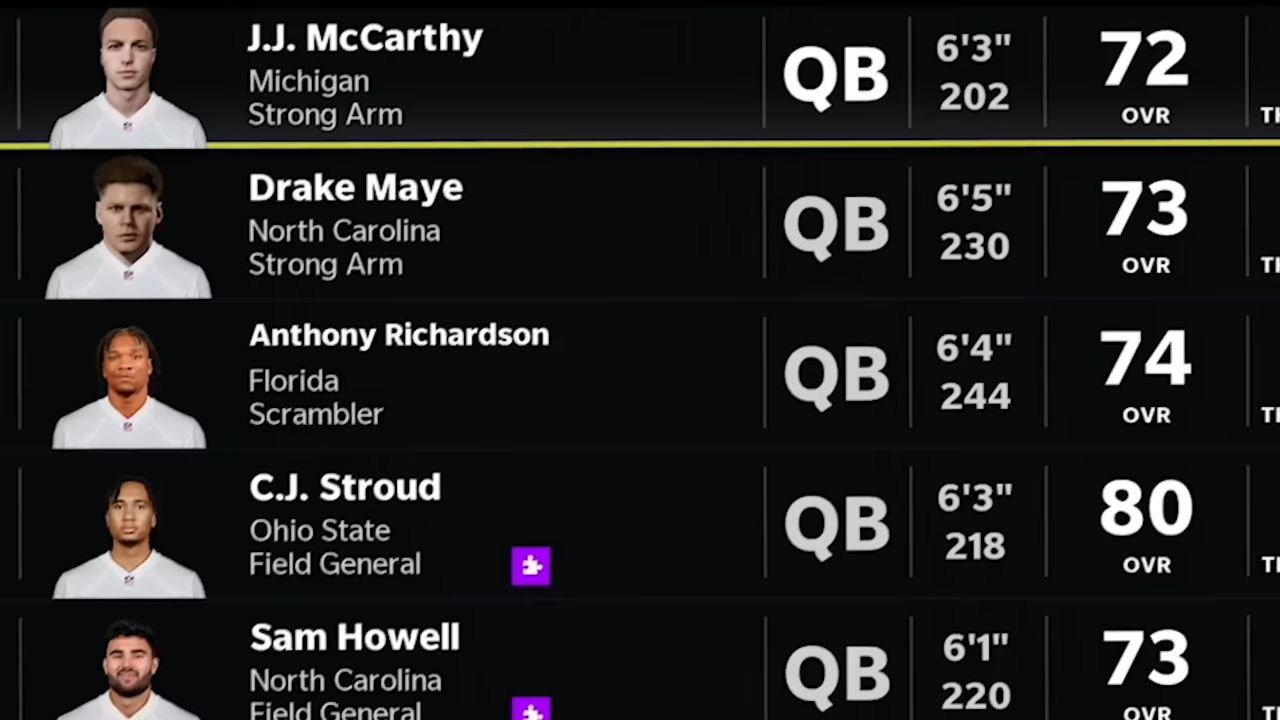 J.J. McCarthy
Michigan
Strong Arm
QB
6'3"
202
72
OVR
Drake Maye
North Carolina
Strong Arm
QB
6'5"
230
73
OVR
Anthony Richardson
Florida
Scrambler
QB
6'4"
244
74
OVR
C.J. Stroud
Ohio State
Field General
QB
6'3"
218
80
OVR
Sam Howell
North Carolina
Field General
QB
6'1"
220
73
OVR